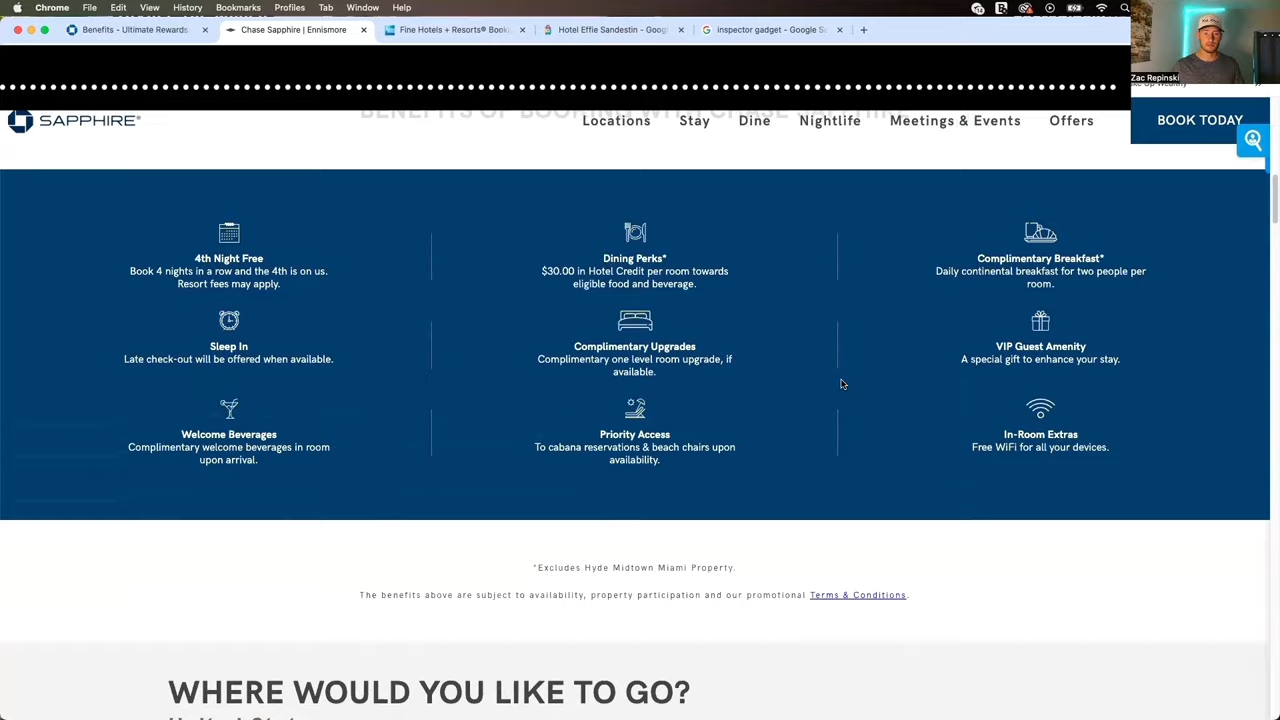 Chrome File Edit View History Bookmarks Profiles Tab Window Help
Benefits - Ultimate Rewards
Chase Sapphire | Ennismore
Fine Hotels + Resorts® Book
Hotel Effie Sandestin - Goog
inspector gadget - Google S
Zac Repinski
BENEFITS OF BOOKING WITH CHASE SAPPHIRE
SAPPHIRE®
Locations Stay Dine Nightlife Meetings & Events Offers
BOOK TODAY
4th Night Free
Book 4 nights in a row and the 4th is on us.
Resort fees may apply.
Dining Perks*
$30.00 in Hotel Credit per room towards
eligible food and beverage.
Complimentary Breakfast*
Daily continental breakfast for two people per
room.
Sleep In
Late check-out will be offered when available.
Complimentary Upgrades
Complimentary one level room upgrade, if
available.
VIP Guest Amenity
A special gift to enhance your stay.
Welcome Beverages
Complimentary welcome beverages in room
upon arrival.
Priority Access
To cabana reservations & beach chairs upon
availability.
In-Room Extras
Free WiFi for all your devices.
*Excludes Hyde Midtown Miami Property.
The benefits above are subject to availability, property participation and our promotional Terms & Conditions.
WHERE WOULD YOU LIKE TO GO?